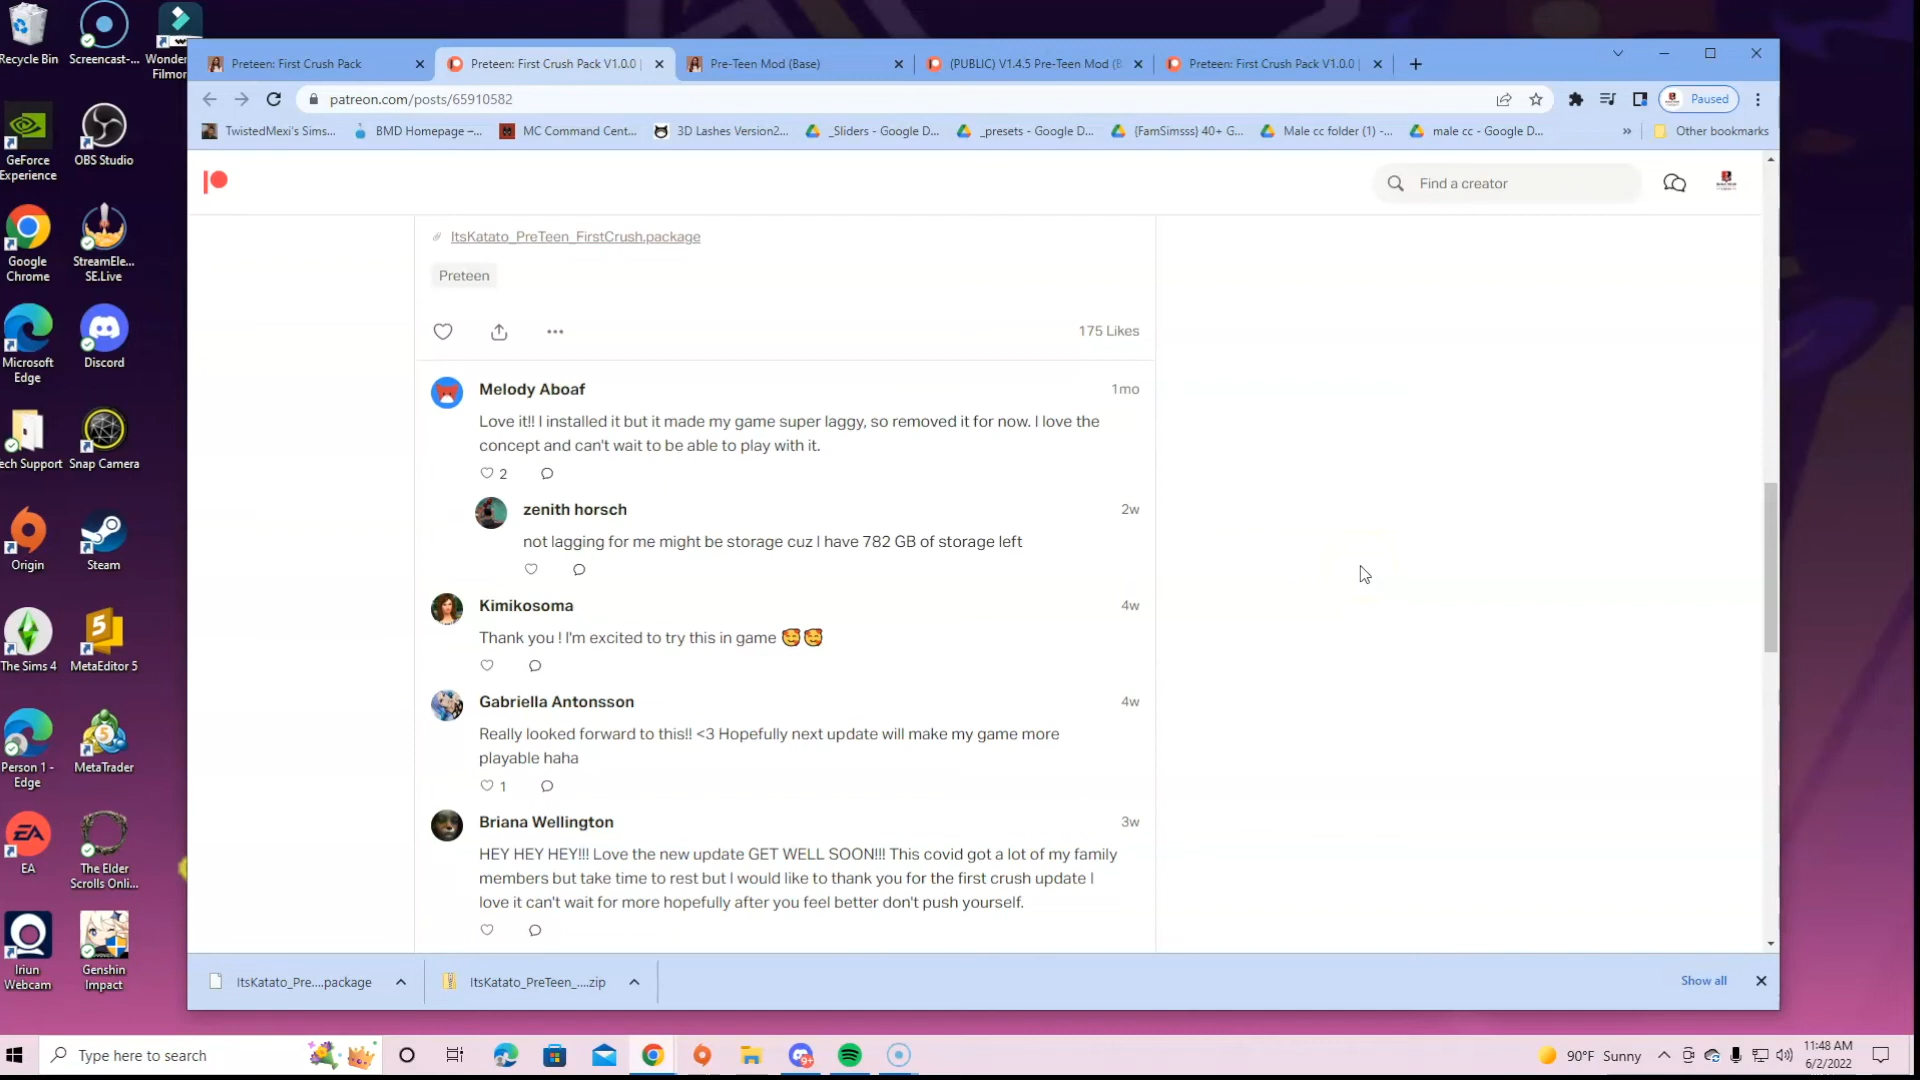 Recycle Bin
Screencast-...
Wonder
Filmor
Preteen: First Crush Pack
Preteen: First Crush Pack V1.0.0 |
Pre-Teen Mod (Base)
(PUBLIC) V1.4.5 Pre-Teen Mod (B
Preteen: First Crush Pack V1.0.0 |
patreon.com/posts/65910582
Paused
TwistedMexi's Sims...
BMD Homepage –...
MC Command Cent...
3D Lashes Version2...
_Sliders - Google D...
_presets - Google D...
{FamSimsss} 40+ G...
Male cc folder (1) -...
male cc - Google D...
»
Other bookmarks
GeForce
Experience
OBS Studio
Google
Chrome
StreamEle...
SE.Live
Microsoft
Edge
Discord
ech Support
Snap Camera
Origin
Steam
The Sims 4
MetaEditor 5
Person 1 -
Edge
MetaTrader
EA
The Elder
Scrolls Onli...
Iriun
Webcam
Genshin
Impact
Find a creator
ItsKatato_PreTeen_FirstCrush.package
Preteen
175 Likes
Melody Aboaf
1mo
Love it!! I installed it but it made my game super laggy, so removed it for now. I love the
concept and can't wait to be able to play with it.
2
zenith horsch
2w
not lagging for me might be storage cuz I have 782 GB of storage left
Kimikosoma
4w
Thank you ! I'm excited to try this in game 🥰🥰
Gabriella Antonsson
4w
Really looked forward to this!! <3 Hopefully next update will make my game more
playable haha
1
Briana Wellington
3w
HEY HEY HEY!!! Love the new update GET WELL SOON!!! This covid got a lot of my family
members but take time to rest but I would like to thank you for the first crush update I
love it can't wait for more hopefully after you feel better don't push yourself.
ItsKatato_Pre....package
ItsKatato_PreTeen_....zip
Show all
Type here to search
9+
90°F Sunny
11:48 AM
6/2/2022